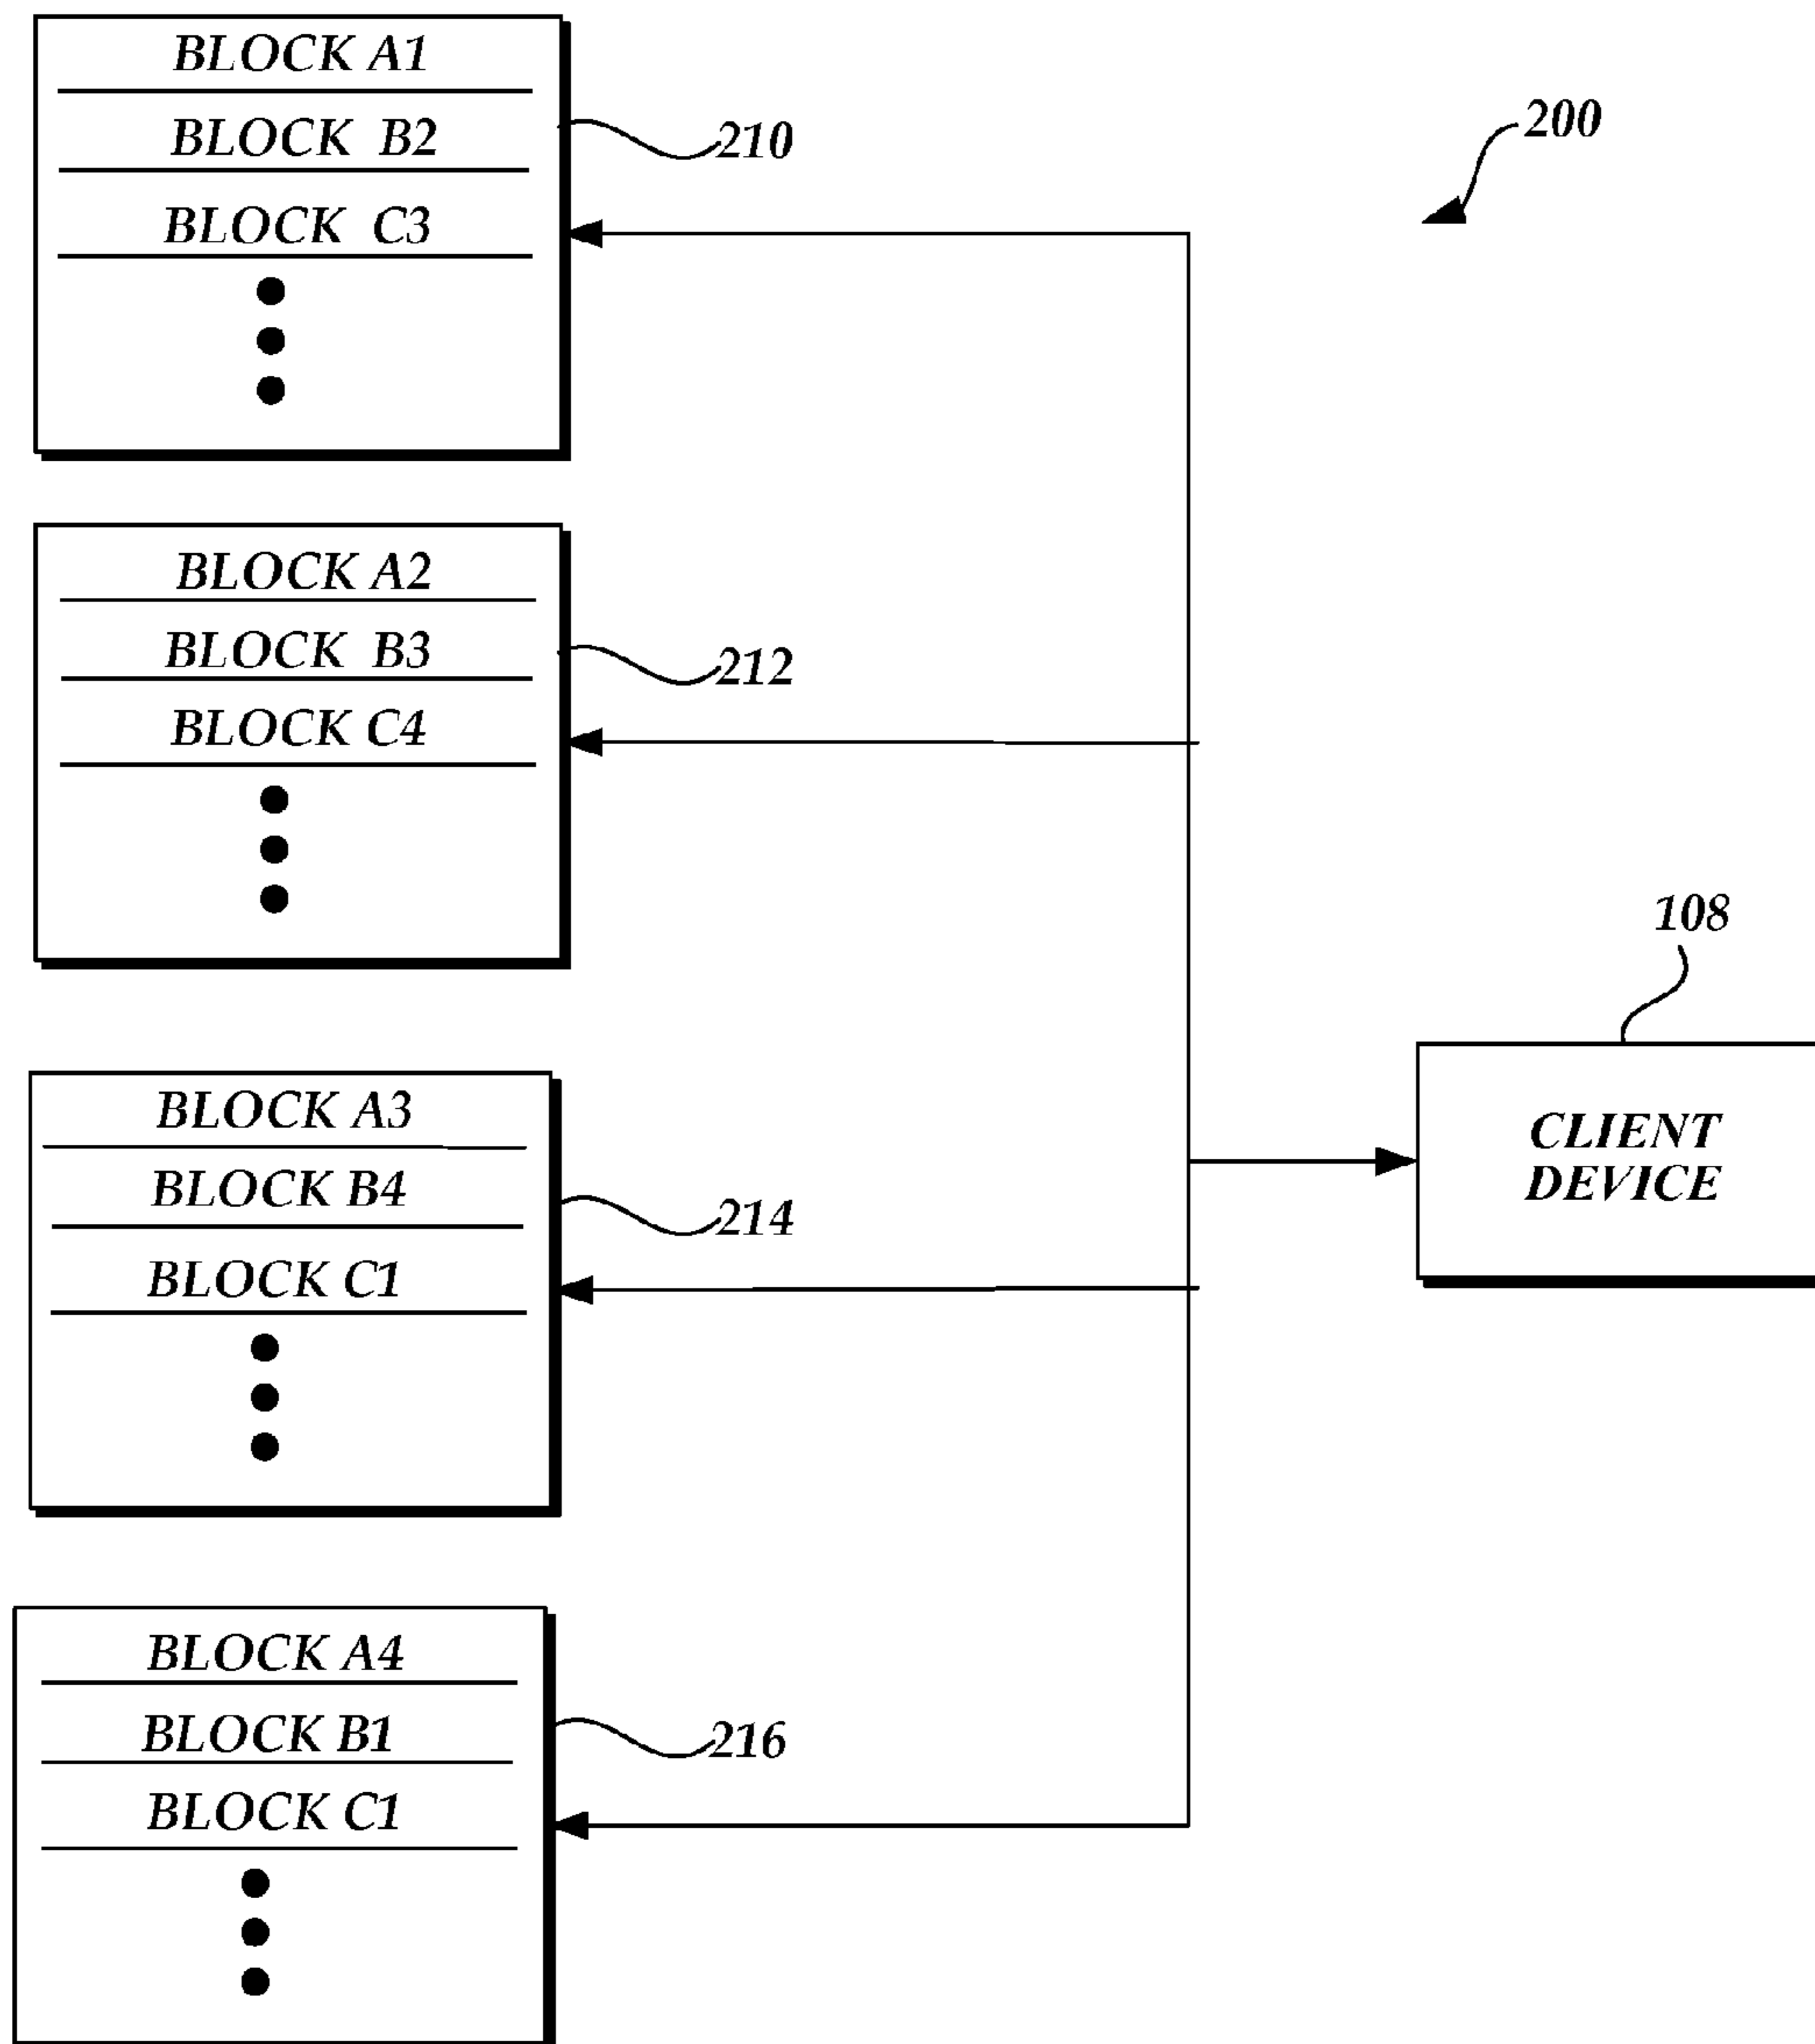 BLOCK A1
BLOCK B2
210
200
BLOCK C3
BLOCK A2
BLOCK B3
212
BLOCK C4
108
BLOCK A3
CLIENT
DEVICE
BLOCK B4
214
BLOCK C1
BLOCK A4
BLOCK B1
216
BLOCK C1